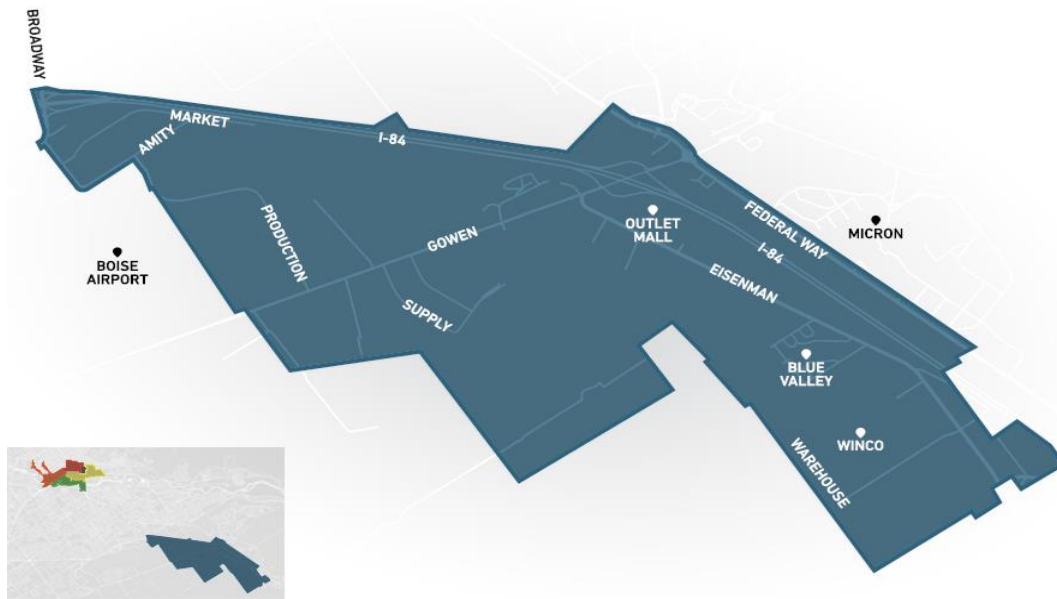 BROADWAY
MARKET
I-84
AMITY
PRODUCTION
GOWEN
SUPPLY
BOISE
AIRPORT
OUTLET
MALL
FEDERAL WAY
I-84
MICRON
EISENMAN
BLUE
VALLEY
WINCO
WAREHOUSE